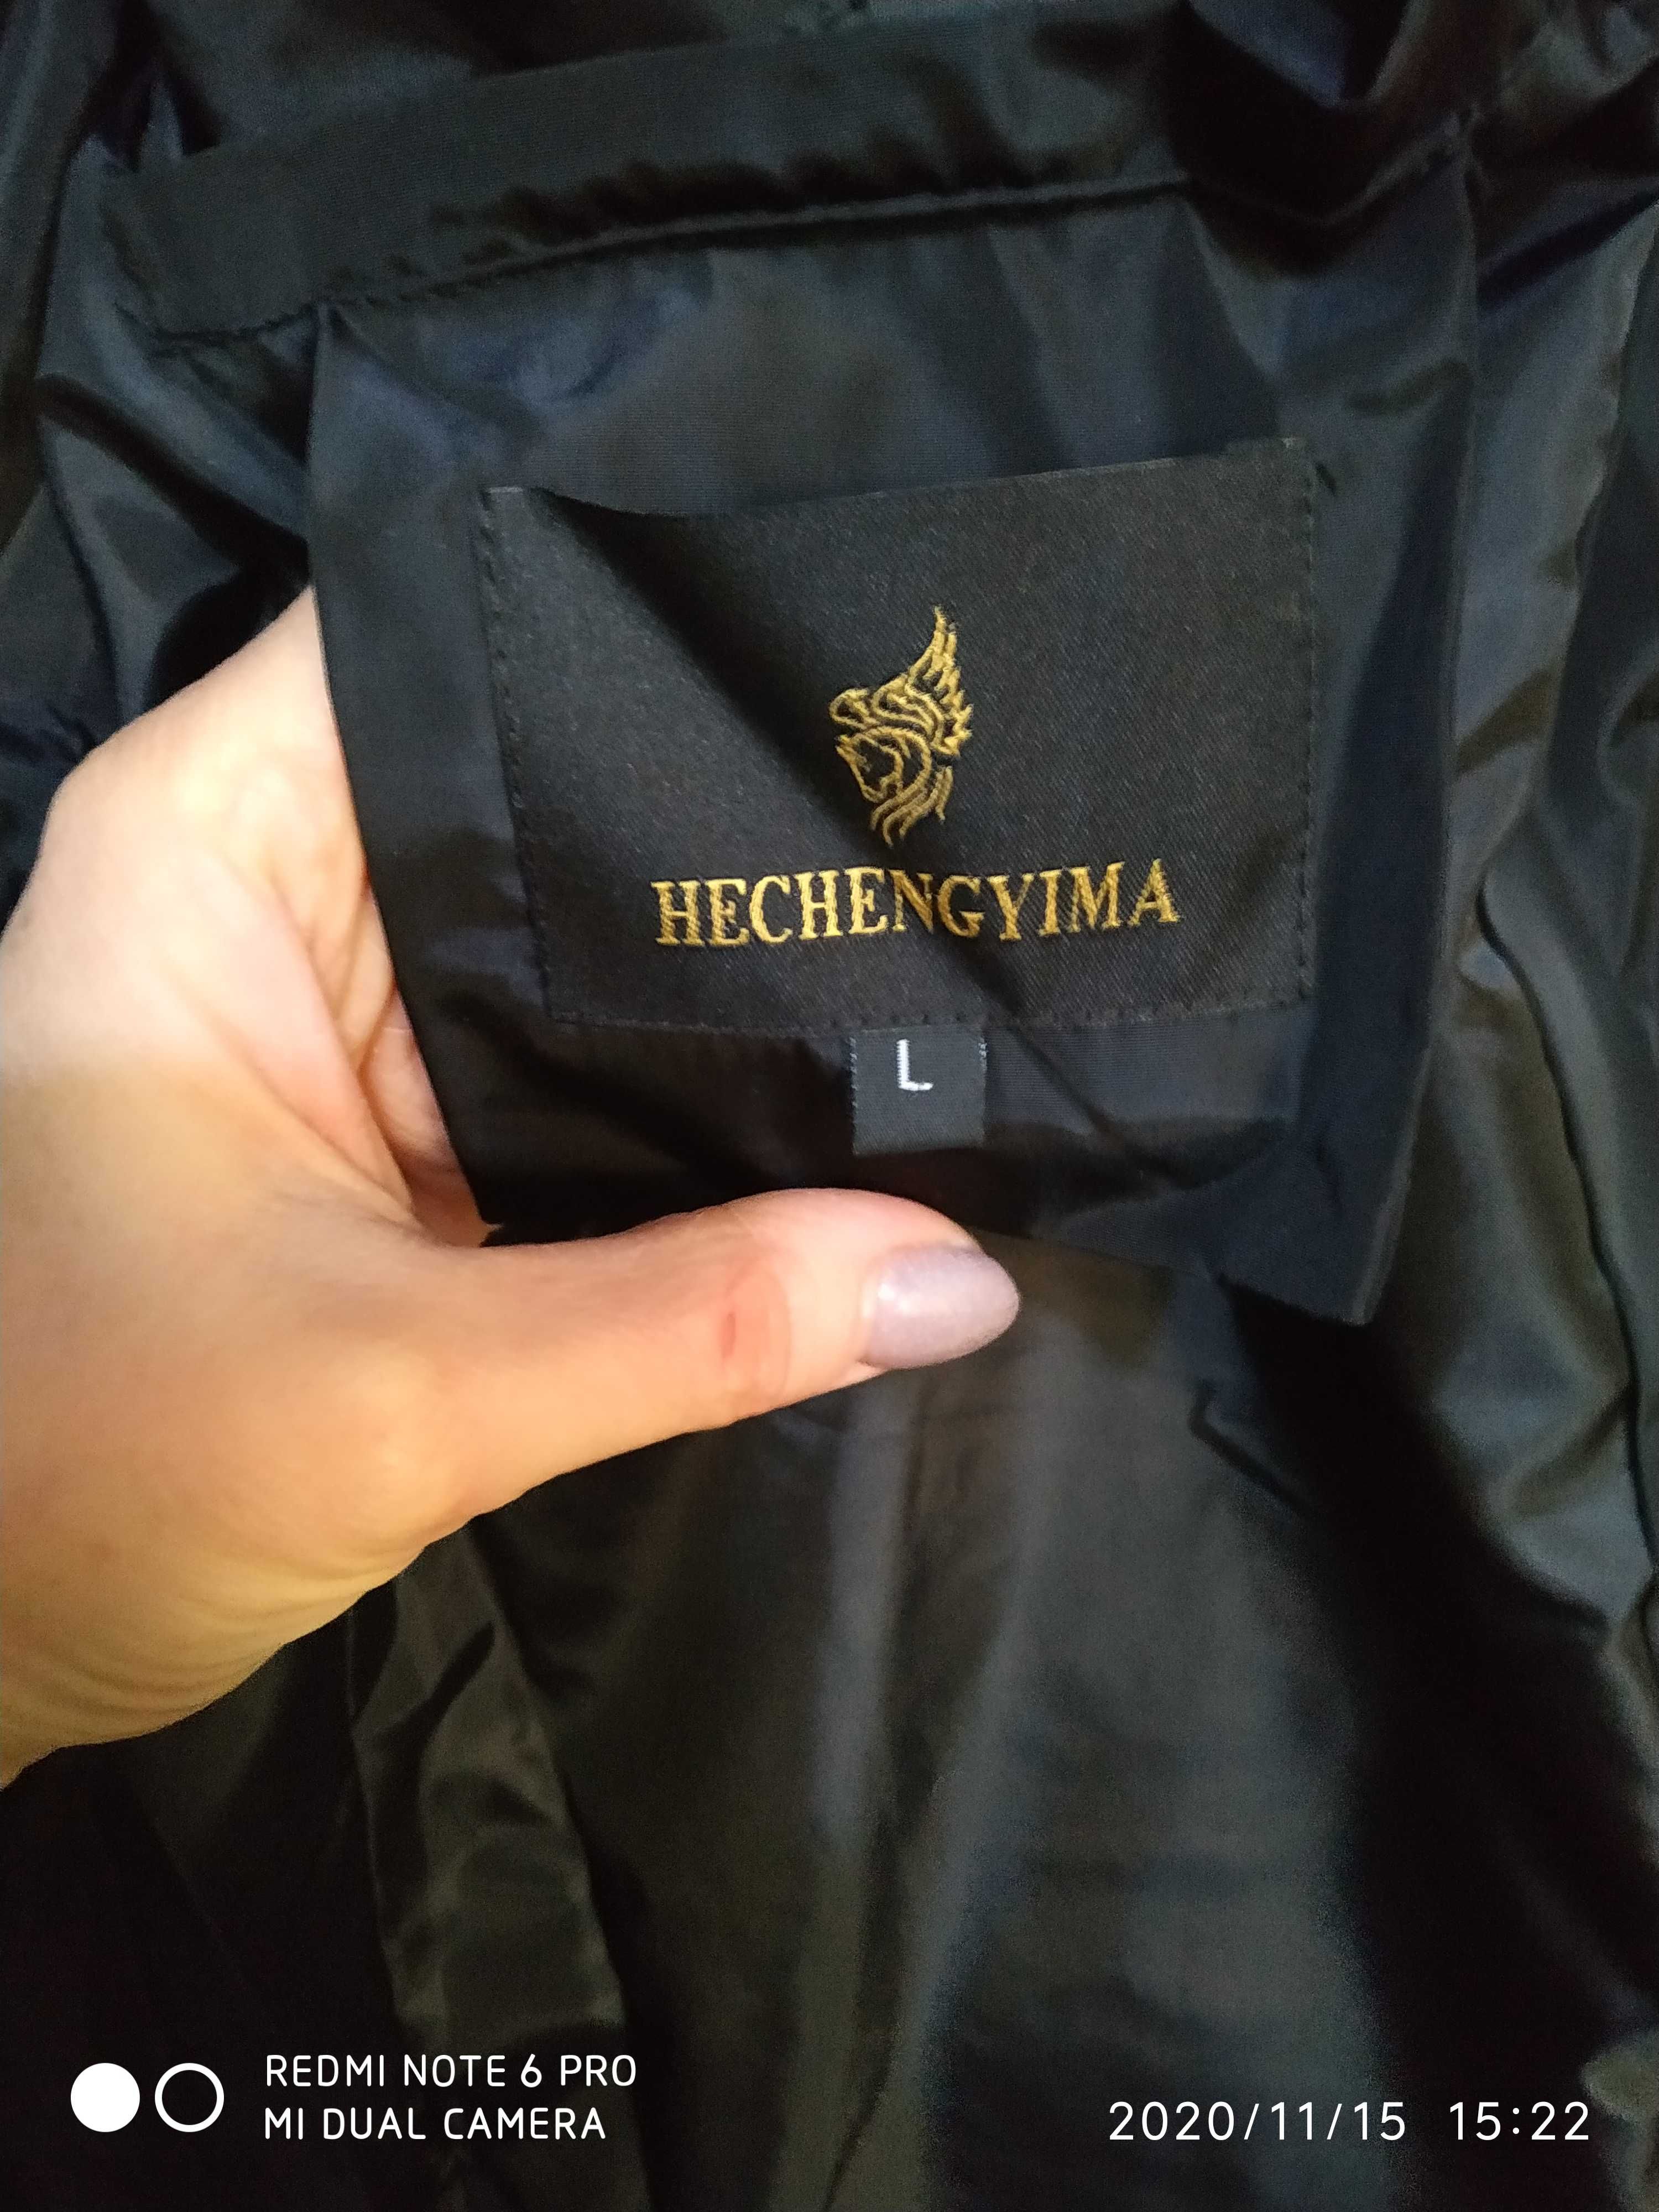 HECHENGYIMA
L
REDMI NOTE 6 PRO
MI DUAL CAMERA
2020/11/15 15:22